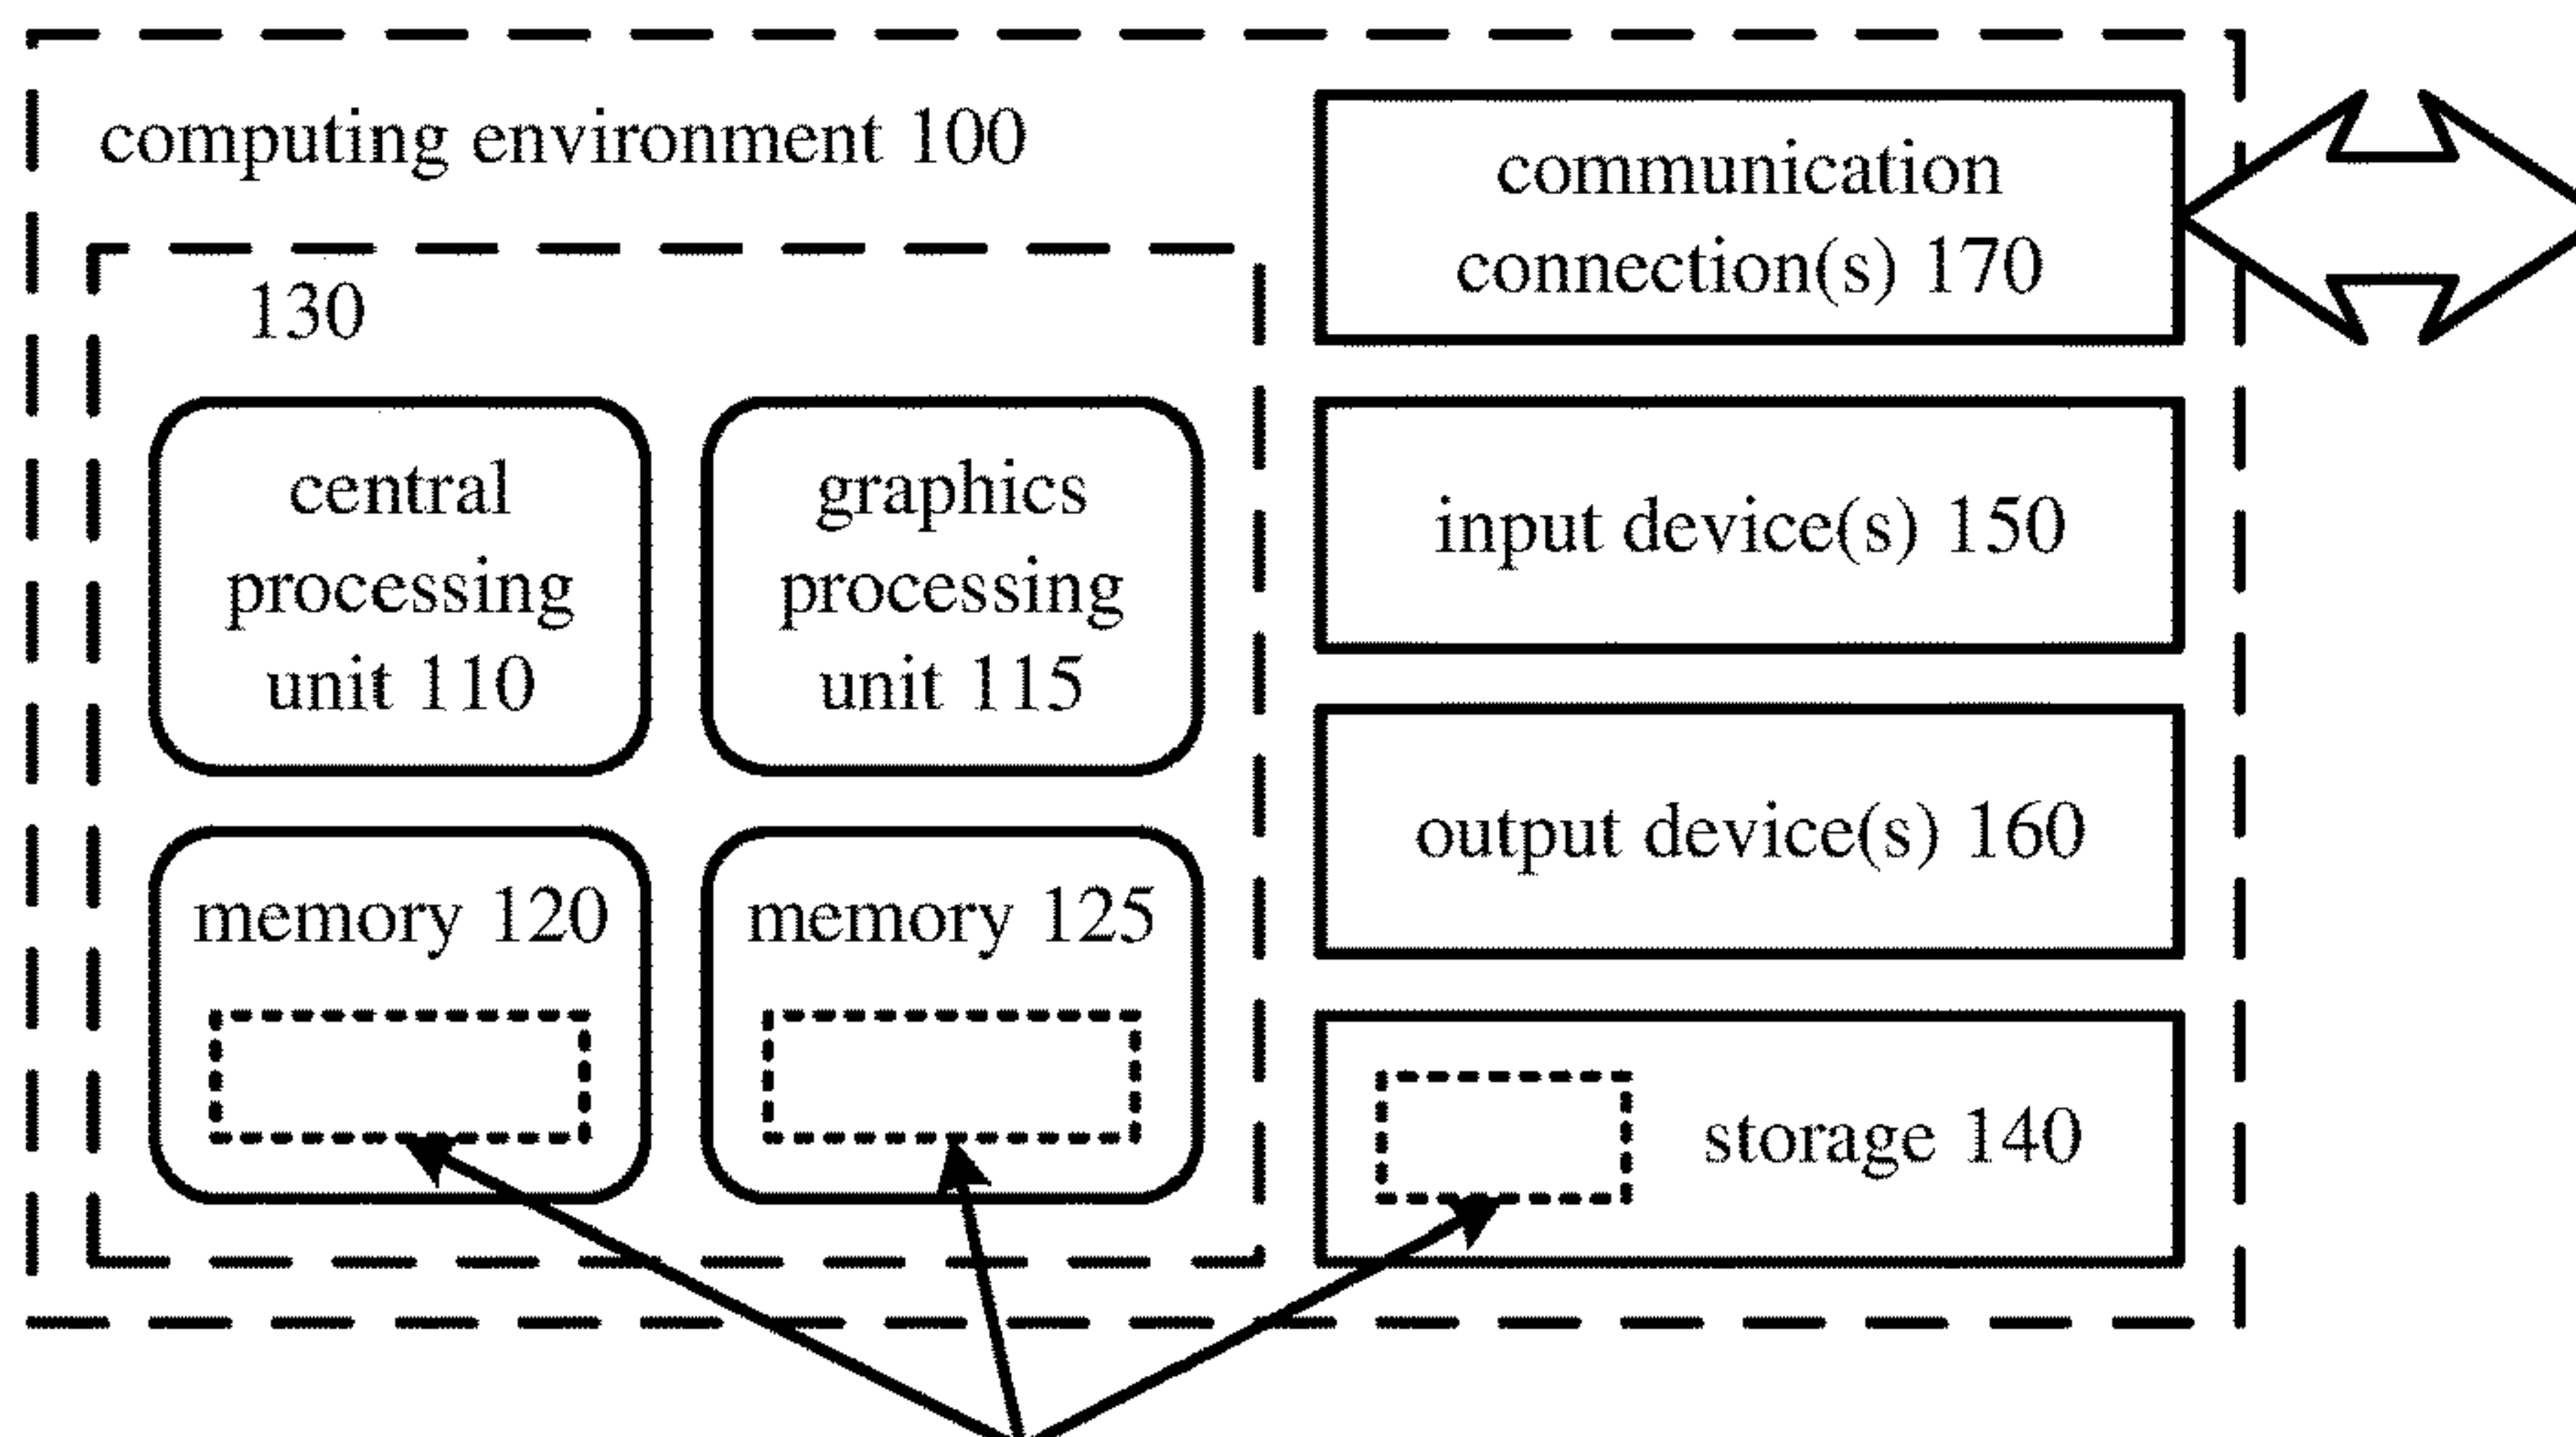 computing environment 100
communication
connection(s) 170
130
central
processing
unit 110
graphics
processing
unit 115
input device(s) 150
output device(s) 160
memory 120
memory 125
storage 140